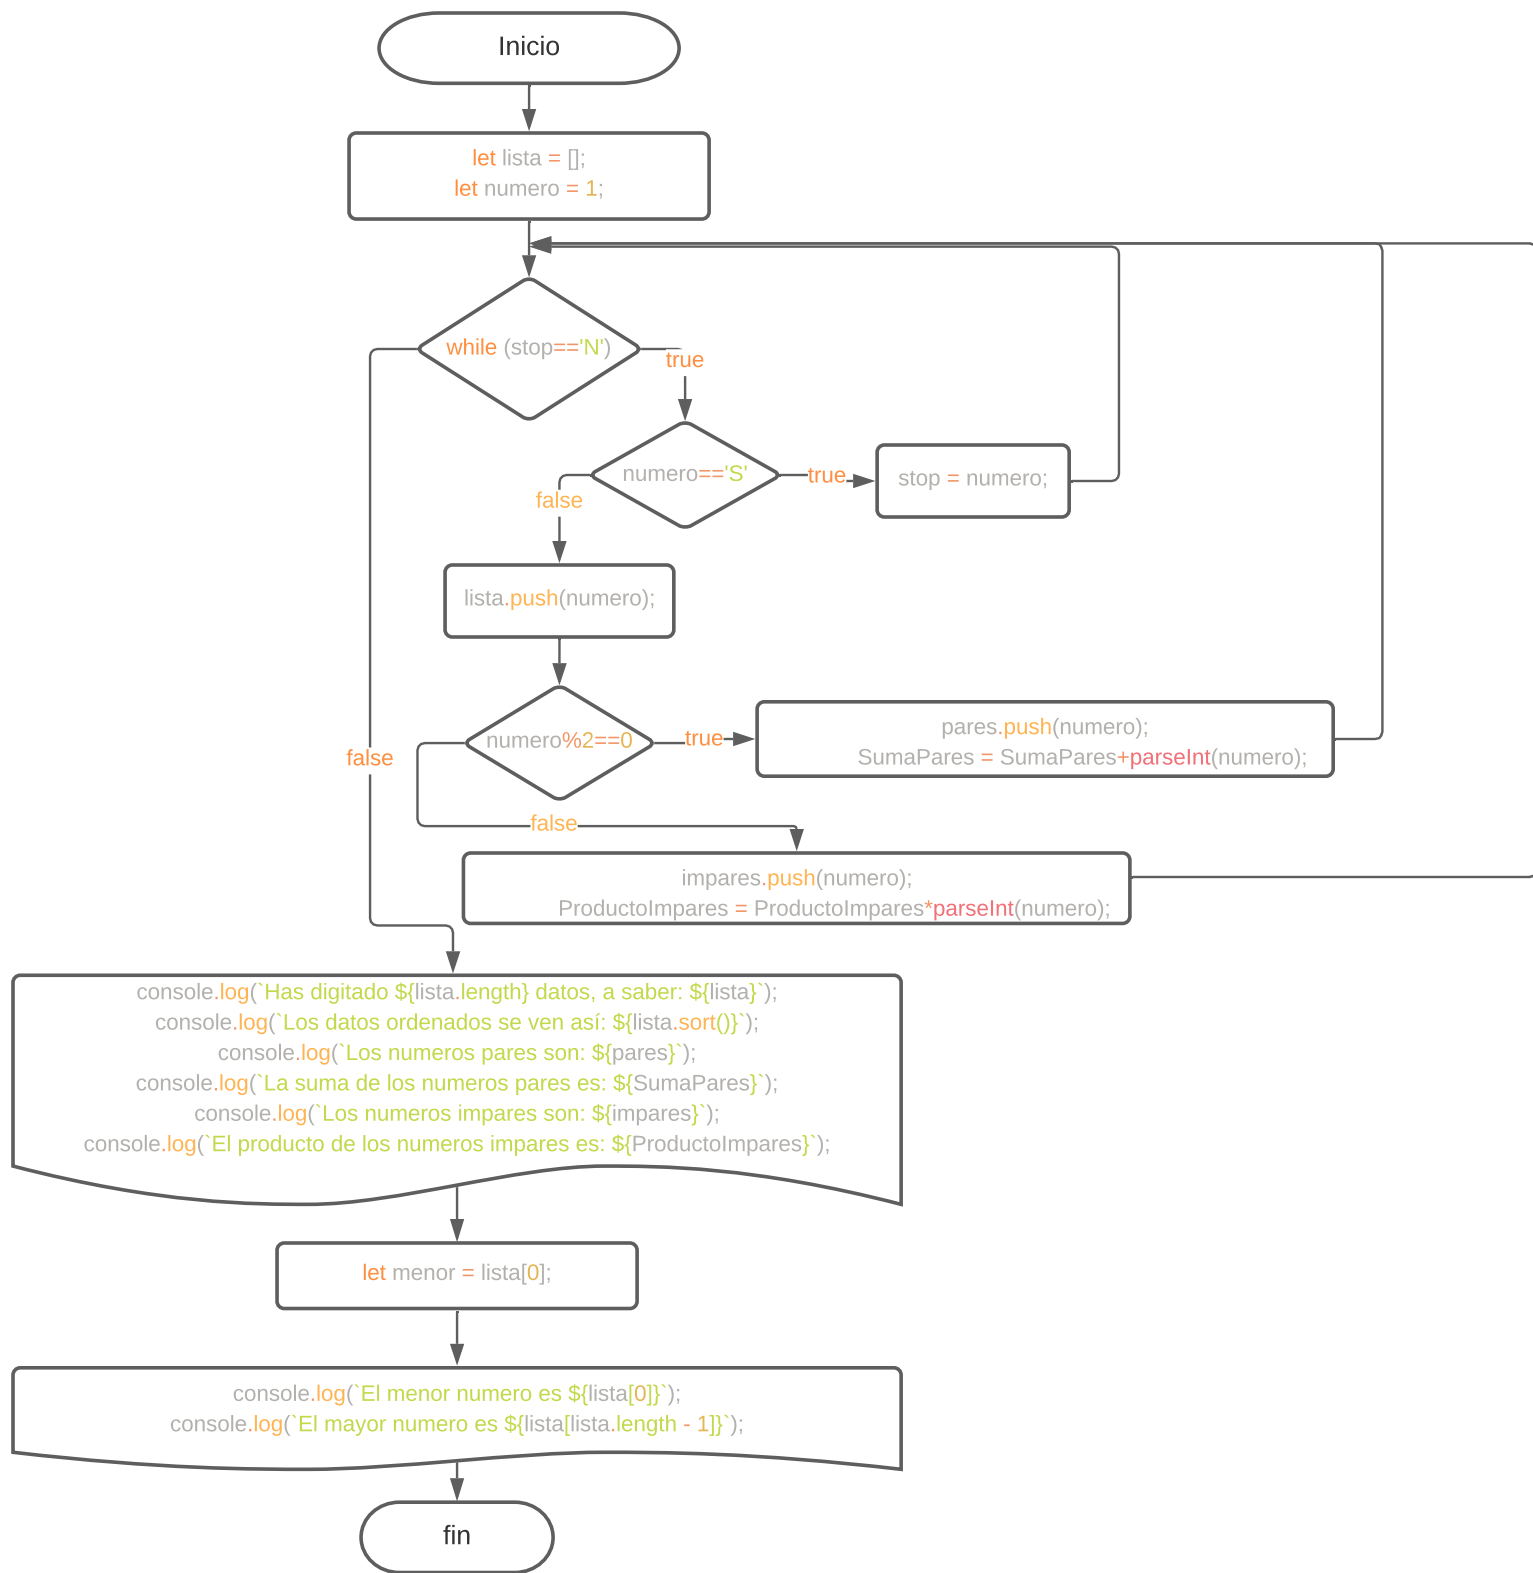 Inicio
let lista = [];
let numero = 1;
while (stop=='N')
true
numero=='S'
true
stop = numero;
false
lista.push(numero);
numero%2==0
true
pares.push(numero);
SumaPares = SumaPares+parseInt(numero);
false
false
impares.push(numero);
ProductoImpares = ProductoImpares*parseInt(numero);
console.log(`Has digitado ${lista.length} datos, a saber: ${lista}`);
console.log(`Los datos ordenados se ven así: ${lista.sort()}`);
console.log(`Los numeros pares son: ${pares}`);
console.log(`La suma de los numeros pares es: ${SumaPares}`);
console.log(`Los numeros impares son: ${impares}`);
console.log(`El producto de los numeros impares es: ${ProductoImpares}`);
let menor = lista[0];
console.log(`El menor numero es ${lista[0]}`);
console.log(`El mayor numero es ${lista[lista.length - 1]}`);
fin